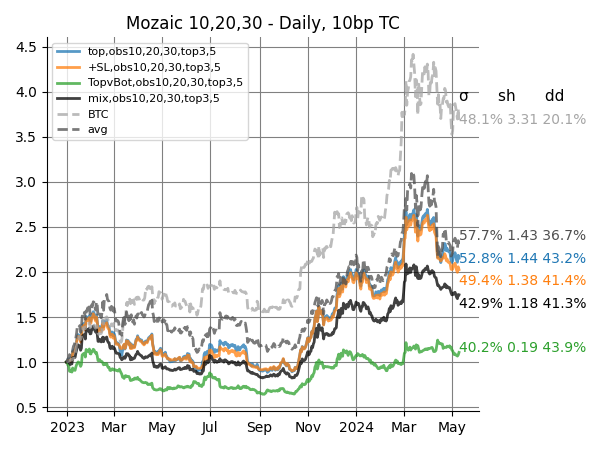 Mozaic 10,20,30 - Daily, 10bp TC
top,obs10,20,30,top3,5
+SL,obs10,20,30,top3,5
TopvBot,obs10,20,30,top3,5
mix,obs10,20,30,top3,5
BTC
avg
4.5
4.0
3.5
3.0
2.5
2.0
1.5
1.0
0.5
σ sh dd
48.1% 3.31 20.1%
57.7% 1.43 36.7%
52.8% 1.44 43.2%
49.4% 1.38 41.4%
42.9% 1.18 41.3%
40.2% 0.19 43.9%
2023 Mar May Jul Sep Nov 2024 Mar May